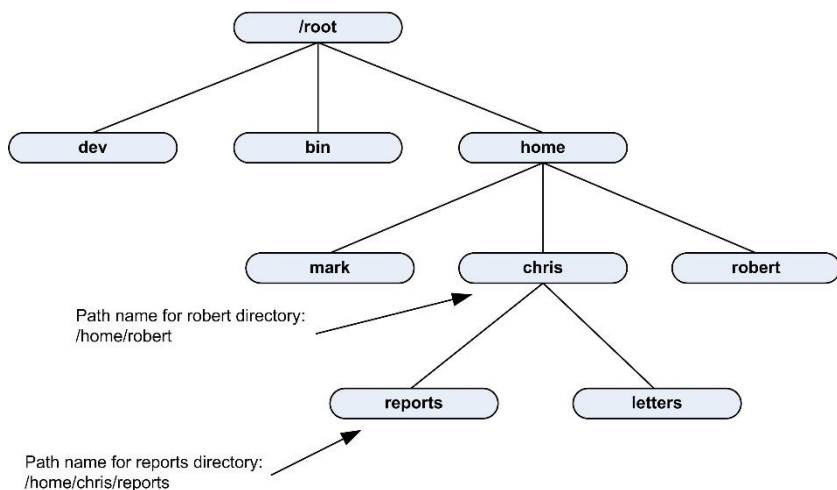 /root
dev
bin
home
mark
chris
robert
Path name for robert directory:
/home/robert
reports
letters
Path name for reports directory:
/home/chris/reports